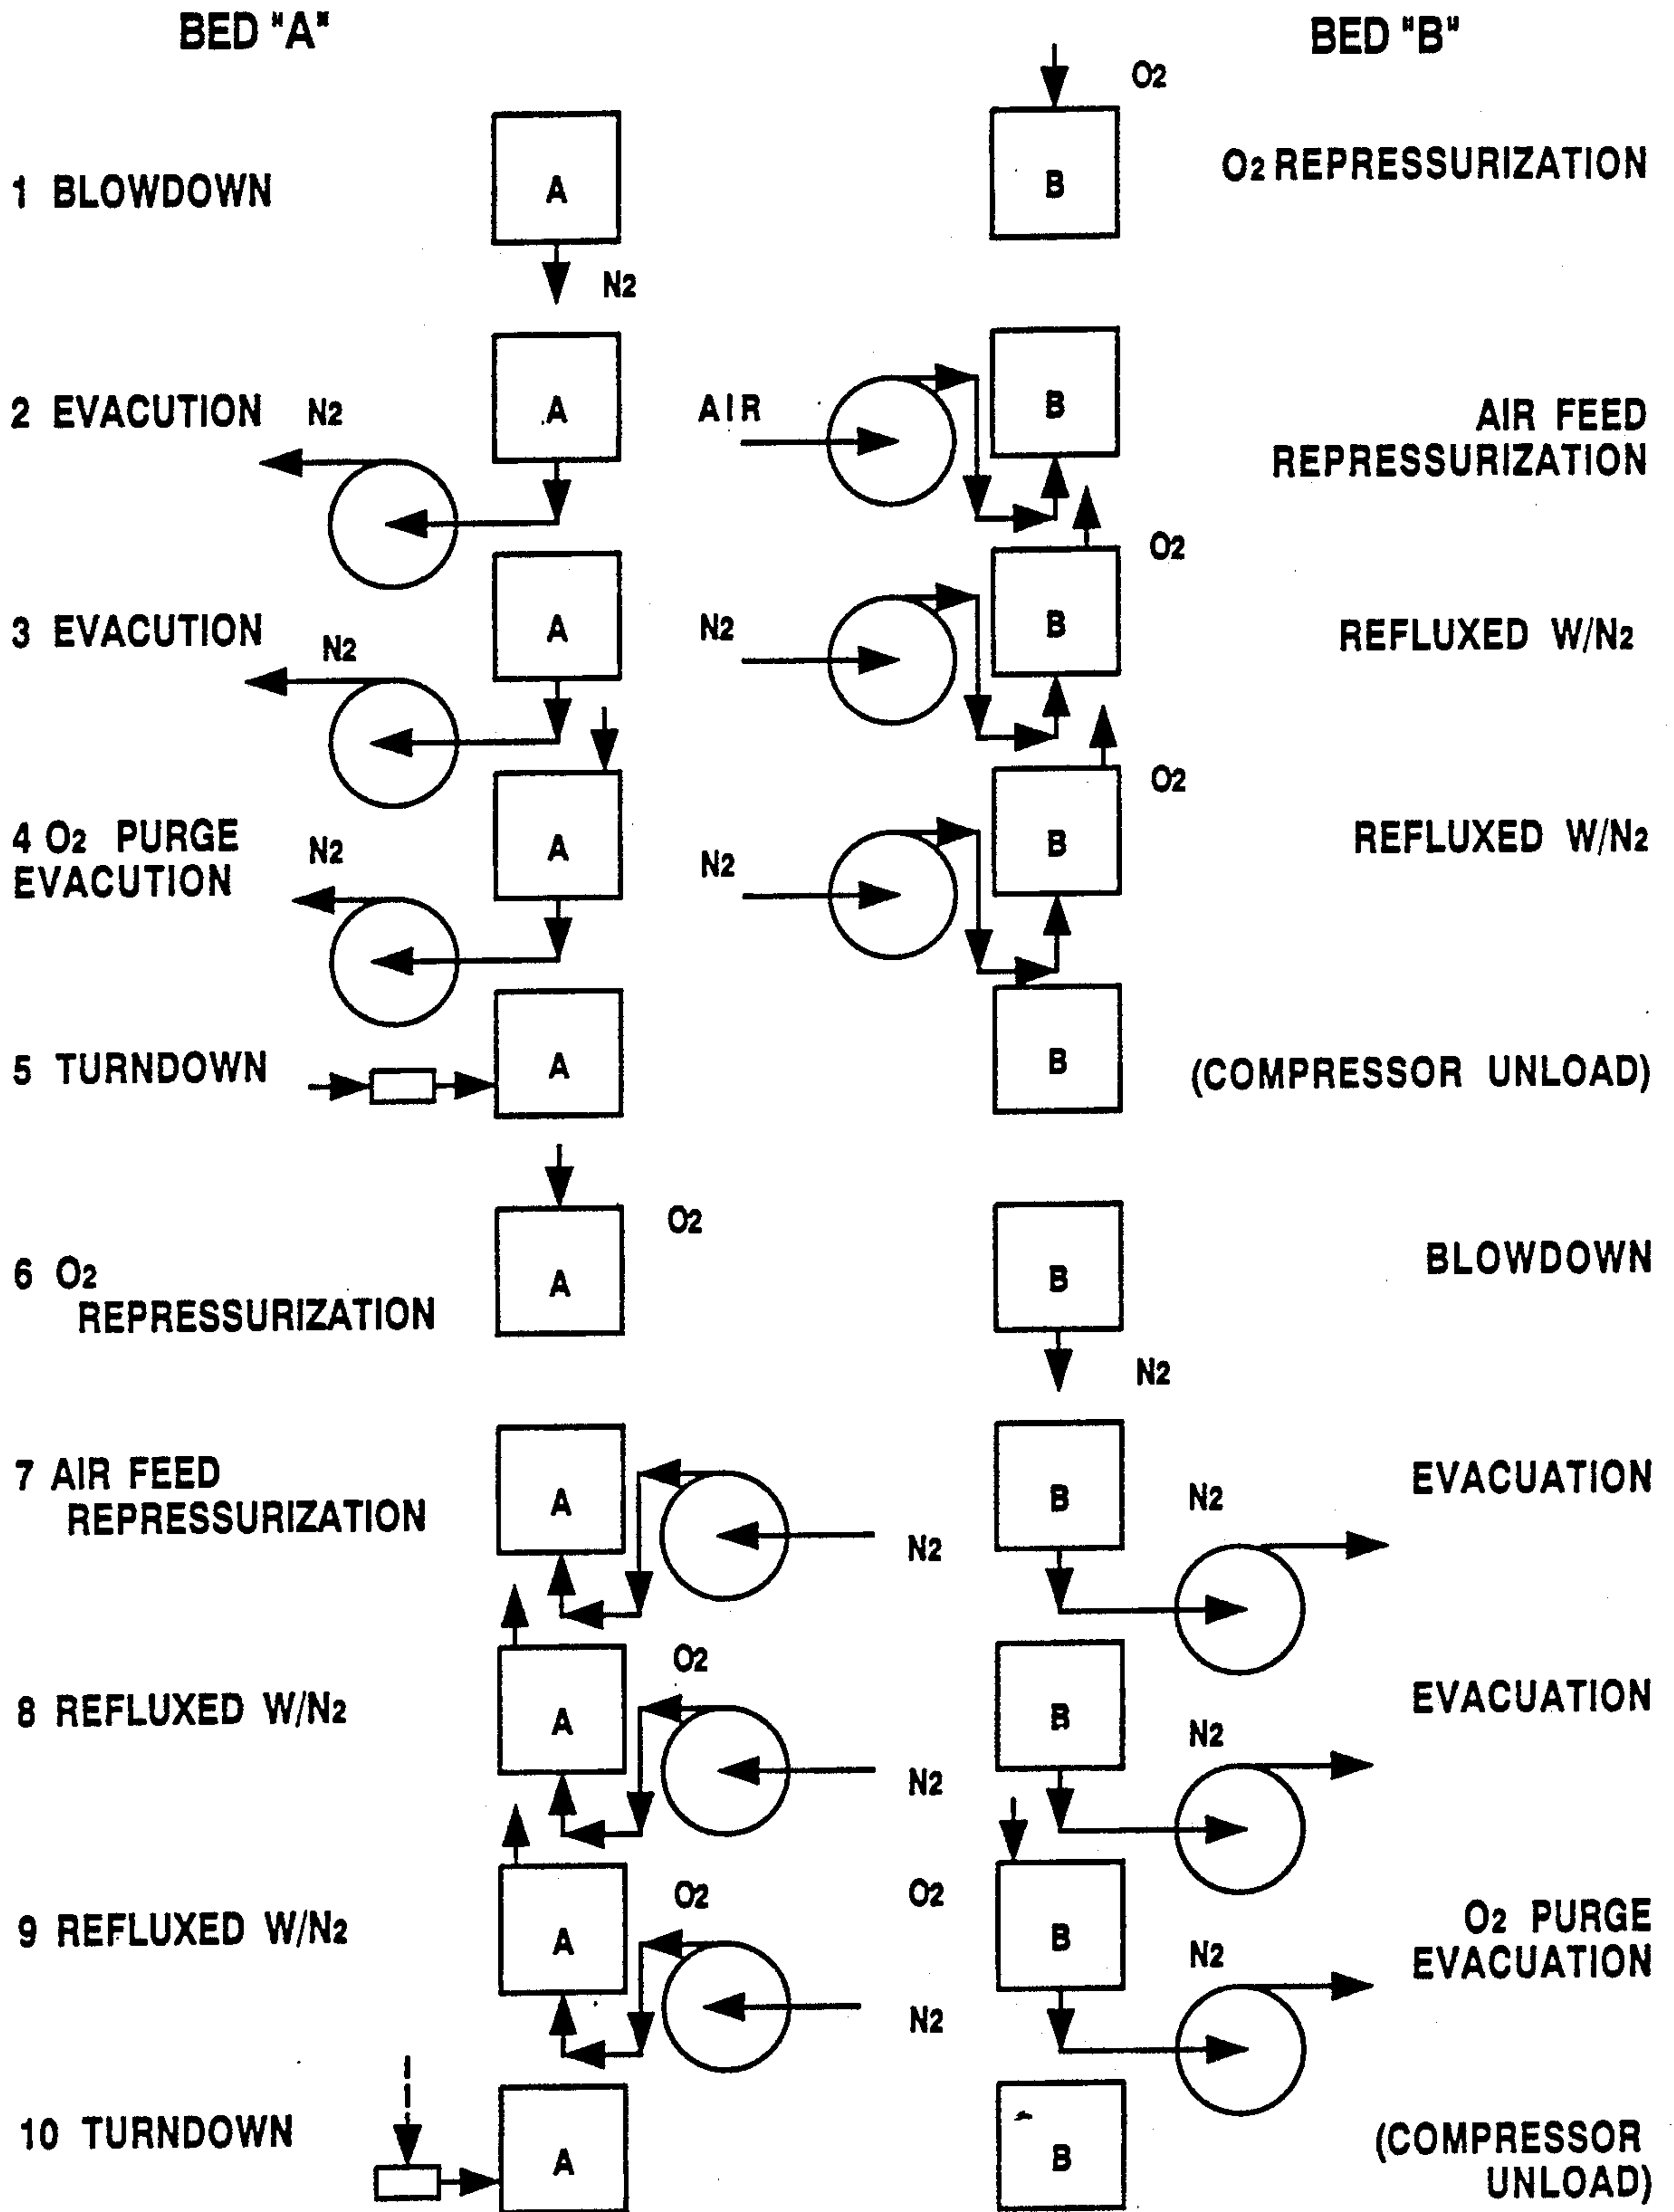 BED "A"
BED "B"
O2
1 BLOWDOWN
A
B
O2 REPRESSURIZATION
N2
2 EVACUTION
N2
A
AIR
B
AIR FEED
REPRESSURIZATION
O2
3 EVACUTION
N2
A
N2
B
REFLUXED W/N2
O2
4 O2 PURGE
EVACUTION
N2
A
N2
B
REFLUXED W/N2
5 TURNDOWN
A
B
(COMPRESSOR UNLOAD)
6 O2
REPRESSURIZATION
A
O2
B
BLOWDOWN
N2
7 AIR FEED
REPRESSURIZATION
A
N2
B
N2
EVACUATION
8 REFLUXED W/N2
A
O2
N2
B
N2
EVACUATION
9 REFLUXED W/N2
A
O2
N2
O2
B
N2
O2 PURGE
EVACUATION
10 TURNDOWN
A
B
(COMPRESSOR
UNLOAD)